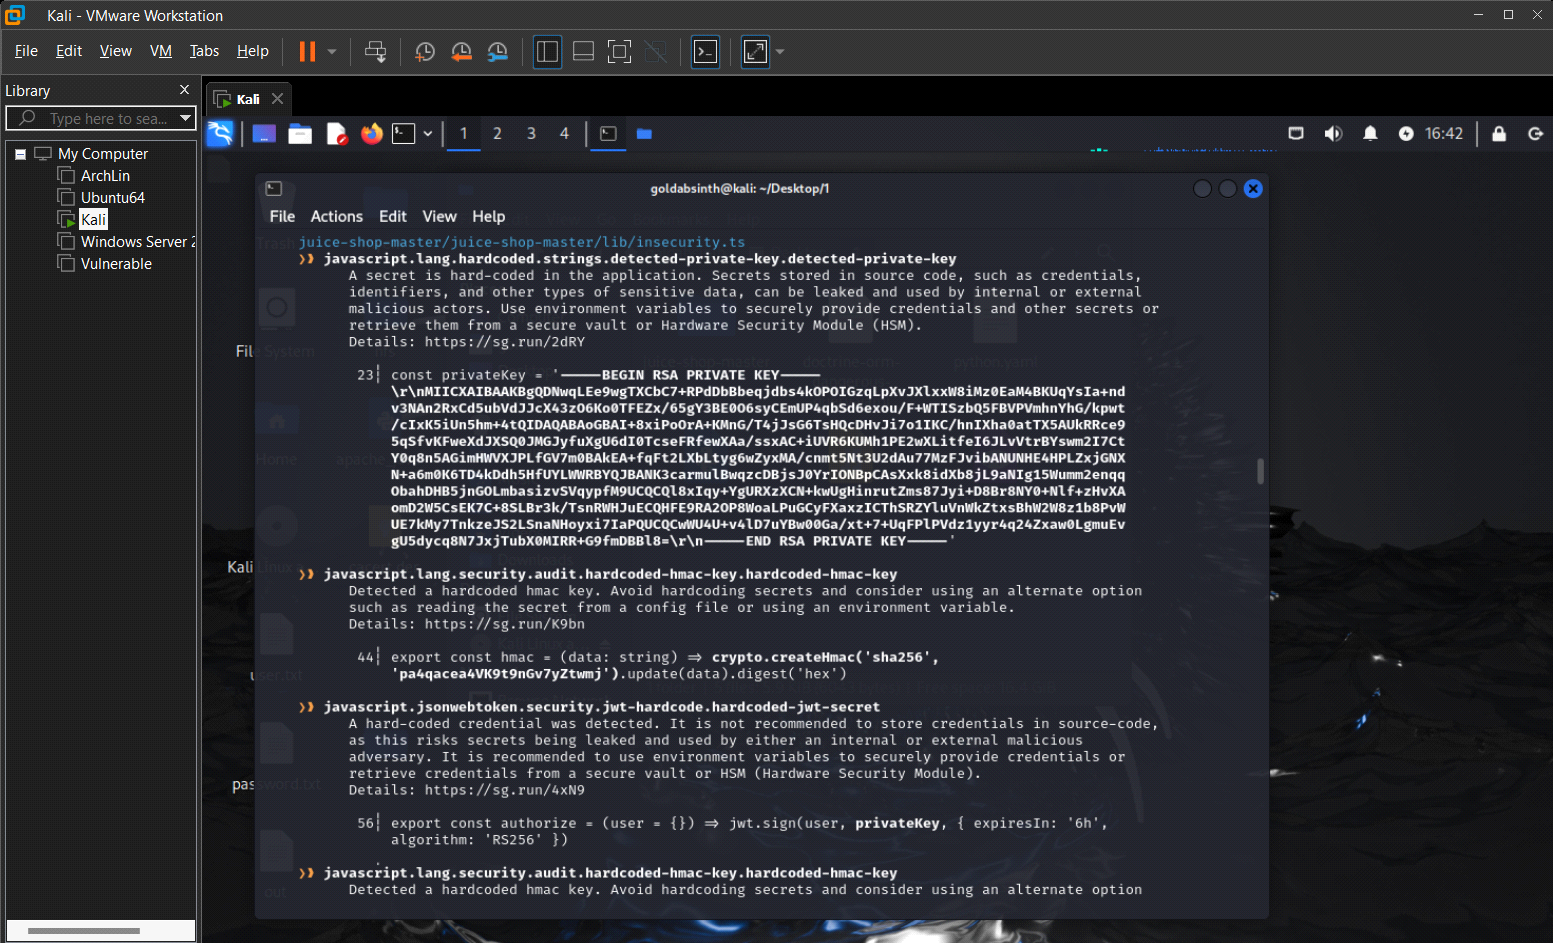 Kali - VMware Workstation
File Edit View VM Tabs Help
Library
Type here to sea...
My Computer
ArchLin
Ubuntu64
Kali
Windows Server 2
Vulnerable
Kali
1 2 3 4
16:42
goldabsinth@kali: ~/Desktop/1
File Actions Edit View Help
juice-shop-master/juice-shop-master/lib/insecurity.ts
❯❱ javascript.lang.hardcoded.strings.detected-private-key.detected-private-key
A secret is hard-coded in the application. Secrets stored in source code, such as credentials,
identifiers, and other types of sensitive data, can be leaked and used by internal or external
malicious actors. Use environment variables to securely provide credentials and other secrets or
retrieve them from a secure vault or Hardware Security Module (HSM).
Details: https://sg.run/2dRY
23┆ const privateKey = '-----BEGIN RSA PRIVATE KEY-----
\r\nMIICXAIBAAKBgQDNwqLEe9wgTXCbC7+RPdDbBbeqjdbs4kOPOIGzqLpXvJXlxxW8iMz0EaM4BKUqYsIa+nd
v3NAn2RxCd5ubVdJJcX43zO6Ko0TFEZx/65gY3BE0O6syCEmUP4qbSd6exou/F+WTISzbQ5FBVPVmhnYhG/kpwt
/cIxK5iUn5hm+4tQIDAQABAoGBAI+8xiPoOrA+KMnG/T4jJsG6TsHQcDHvJi7o1IKC/hnIXha0atTX5AUkRRce9
5qSfvKFweXdJXSQ0JMGJyfuXgU6dI0TcseFRfewXAa/ssxAC+iUVR6KUMh1PE2wXLitfeI6JLvVtrBYswm2I7Ct
Y0q8n5AGimHWVXJPLfGV7m0BAkEA+fqFt2LXbLtyg6wZyxMA/cnmt5Nt3U2dAu77MzFJvibANUNHE4HPLZxjGNX
N+a6m0K6TD4kDdh5HfUYLWWRBYQJBANK3carmulBwqzcDBjsJ0YrIONBpCAsXxk8idXb8jL9aNIg15Wumm2enqq
ObahDHB5jnGOLmbasizvSVqypfM9UCQCQl8xIqy+YgURXzXCN+kwUgHinrutZms87Jyi+D8Br8NY0+Nlf+zHvXA
omD2W5CsEK7C+8SLBr3k/TsnRWHJuECQHFE9RA2OP8WoaLPuGCyFXaxzICThSRZYluVnWkZtxsBhW2W8z1b8PvW
UE7kMy7TnkzeJS2LSnaNHoyxi7IaPQUCQCwWU4U+v4lD7uYBw00Ga/xt+7+UqFPlPVdz1yyr4q24Zxaw0LgmuEv
gU5dycq8N7JxjTubX0MIRR+G9fmDBBl8=\r\n-----END RSA PRIVATE KEY-----'
❯❱ javascript.lang.security.audit.hardcoded-hmac-key.hardcoded-hmac-key
Detected a hardcoded hmac key. Avoid hardcoding secrets and consider using an alternate option
such as reading the secret from a config file or using an environment variable.
Details: https://sg.run/K9bn
44┆ export const hmac = (data: string) => crypto.createHmac('sha256',
'pa4qacea4VK9t9nGv7yZtwmj').update(data).digest('hex')
❯❱ javascript.jsonwebtoken.security.jwt-hardcode.hardcoded-jwt-secret
A hard-coded credential was detected. It is not recommended to store credentials in source-code,
as this risks secrets being leaked and used by either an internal or external malicious
adversary. It is recommended to use environment variables to securely provide credentials or
retrieve credentials from a secure vault or HSM (Hardware Security Module).
Details: https://sg.run/4xN9
56┆ export const authorize = (user = {}) => jwt.sign(user, privateKey, { expiresIn: '6h',
algorithm: 'RS256' })
❯❱ javascript.lang.security.audit.hardcoded-hmac-key.hardcoded-hmac-key
Detected a hardcoded hmac key. Avoid hardcoding secrets and consider using an alternate option
Trash
File System
Home
Kali Linux a
user.txt
password.txt
out